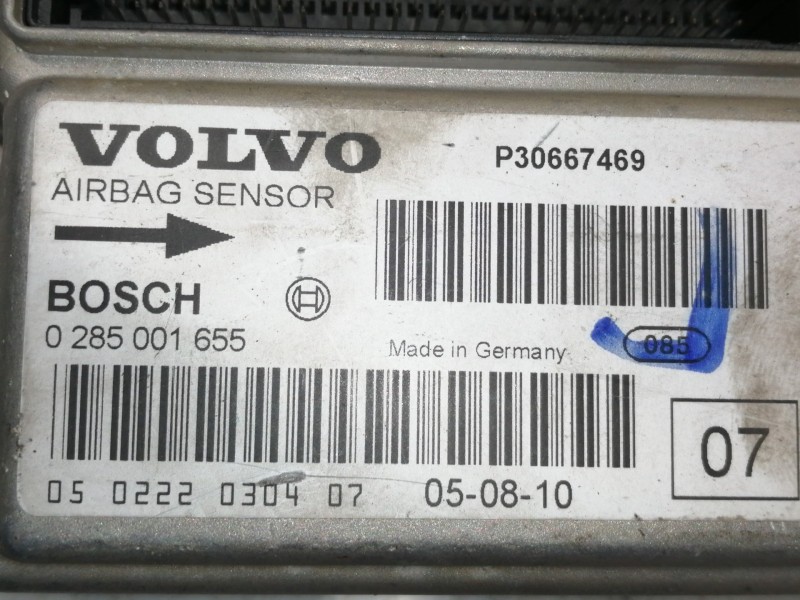 VOLVO
P30667469
AIRBAG SENSOR
BOSCH
0 285 001 655
Made in Germany
085
07
05 0222 0304 07
05-08-10